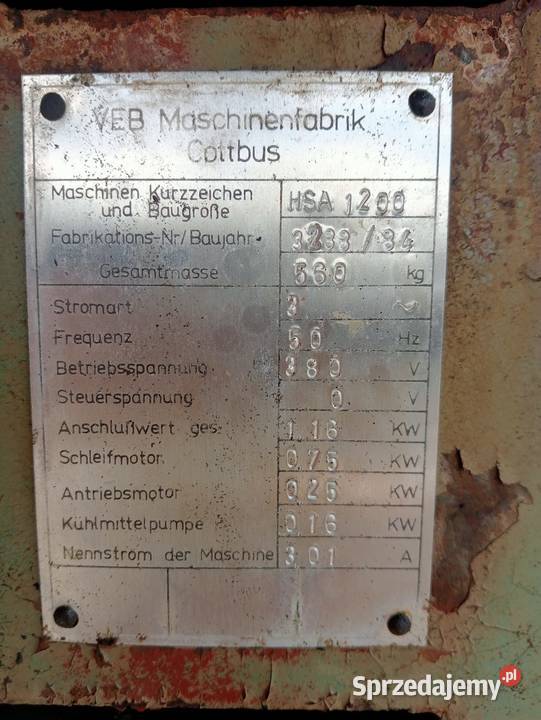 VEB Maschinenfabrik
Cottbus
Maschinen Kurzzeichen
und Baugröße HSA 1200
Fabrikations-Nr/Baujahr 3233/84
Gesamtmasse 560 kg
Stromart 3 ~
Frequenz 50 Hz
Betriebsspannung 380 V
Steuerspannung 0 V
Anschlußwert ges. 1,16 KW
Schleifmotor 0,75 KW
Antriebsmotor 0,25 KW
Kühlmittelpumpe 0,16 KW
Nennstrom der Maschine 3,01 A
Sprzedajemy.pl